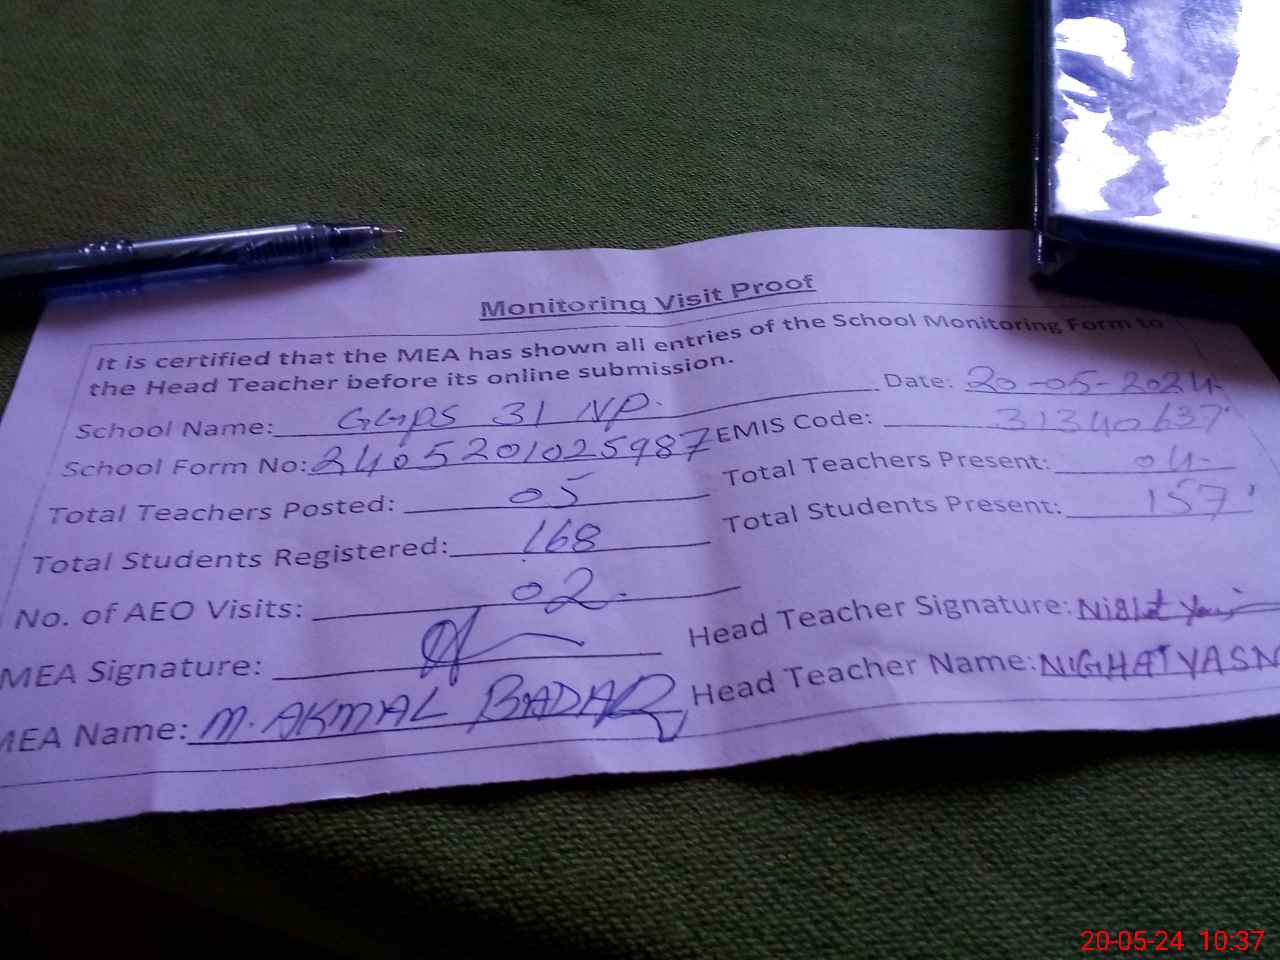 Monitoring Visit Proof
It is certified that the MEA has shown all entries of the School Monitoring Form to
the Head Teacher before its online submission.
Date: 20-05-2024.
School Name: GGPS 31 NP.
EMIS Code: 31340637
School Form No: 2405201025987
Total Teachers Present: 04
Total Teachers Posted: 05
Total Students Present: 157
Total Students Registered: 168
No. of AEO Visits: 02.
Head Teacher Signature:
MEA Signature:
Head Teacher Name: NIGHAT YASN
MEA Name: M. AKMAL BADAR
20-05-24 10:37